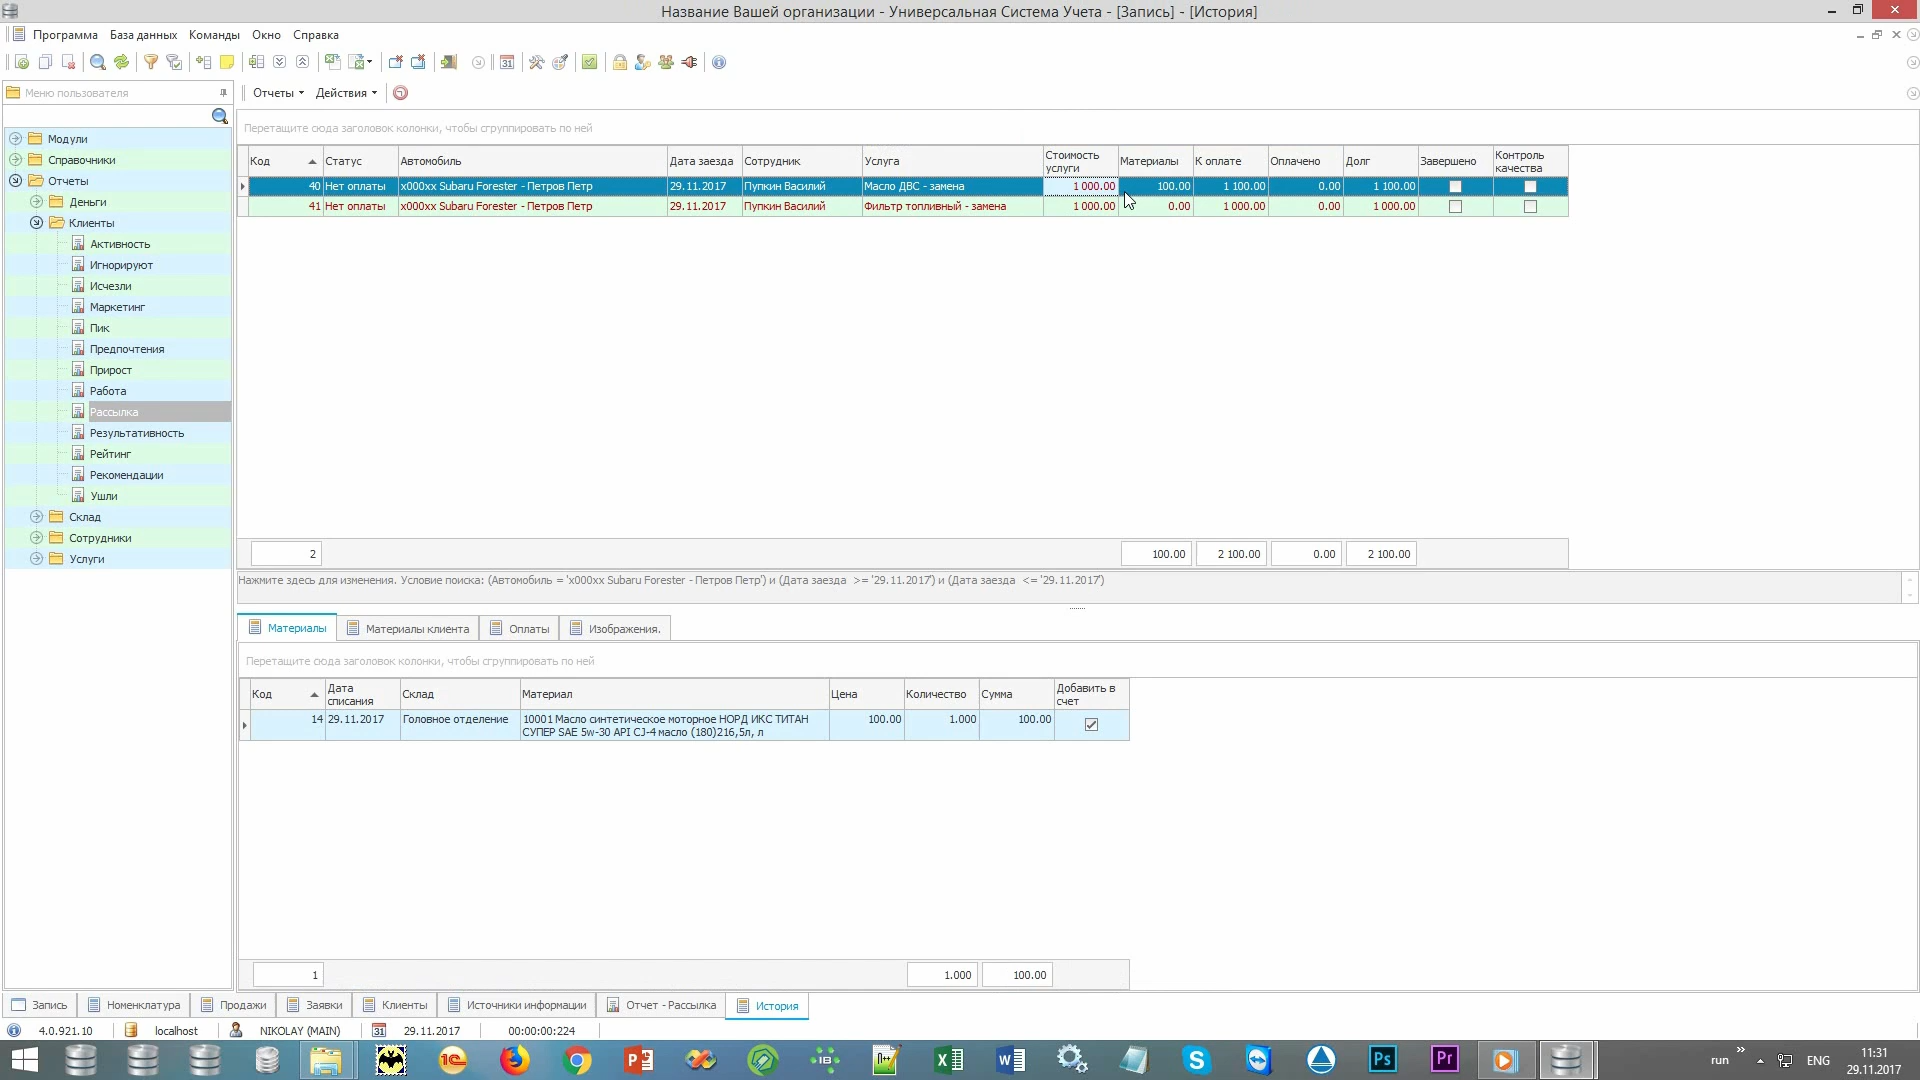 Название Вашей организации - Универсальная Система Учета - [Запись] - [История]
Программа База данных Команды Окно Справка
Меню пользователя
Отчеты Действия
Перетащите сюда заголовок колонки, чтобы сгруппировать по ней
Модули
Справочники
Отчеты
Деньги
Клиенты
Активность
Игнорируют
Исчезли
Маркетинг
Пик
Предпочтения
Прирост
Работа
Рассылка
Результативность
Рейтинг
Рекомендации
Ушли
Склад
Сотрудники
Услуги
Код Статус Автомобиль Дата заезда Сотрудник Услуга Стоимость услуги Материалы К оплате Оплачено Долг Завершено Контроль качества
40 Нет оплаты x000xx Subaru Forester - Петров Петр 29.11.2017 Пупкин Василий Масло ДВС - замена 1 000.00 100.00 1 100.00 0.00 1 100.00
41 Нет оплаты x000xx Subaru Forester - Петров Петр 29.11.2017 Пупкин Василий Фильтр топливный - замена 1 000.00 0.00 1 000.00 0.00 1 000.00
2 100.00 2 100.00 0.00 2 100.00
Нажмите здесь для изменения. Условие поиска: (Автомобиль = 'x000xx Subaru Forester - Петров Петр') и (Дата заезда >= '29.11.2017') и (Дата заезда <= '29.11.2017')
Материалы Материалы клиента Оплаты Изображения.
Перетащите сюда заголовок колонки, чтобы сгруппировать по ней
Код Дата списания Склад Материал Цена Количество Сумма Добавить в счет
14 29.11.2017 Головное отделение 10001 Масло синтетическое моторное НОРД ИКС ТИТАН 100.00 1.000 100.00
СУПЕР SAE 5w-30 API CJ-4 масло (180)216,5л, л
1 1.000 100.00
Запись Номенклатура Продажи Заявки Клиенты Источники информации Отчет - Рассылка История
4.0.921.10 localhost NIKOLAY (MAIN) 31 29.11.2017 00:00:00:224
run ENG 11:31
29.11.2017